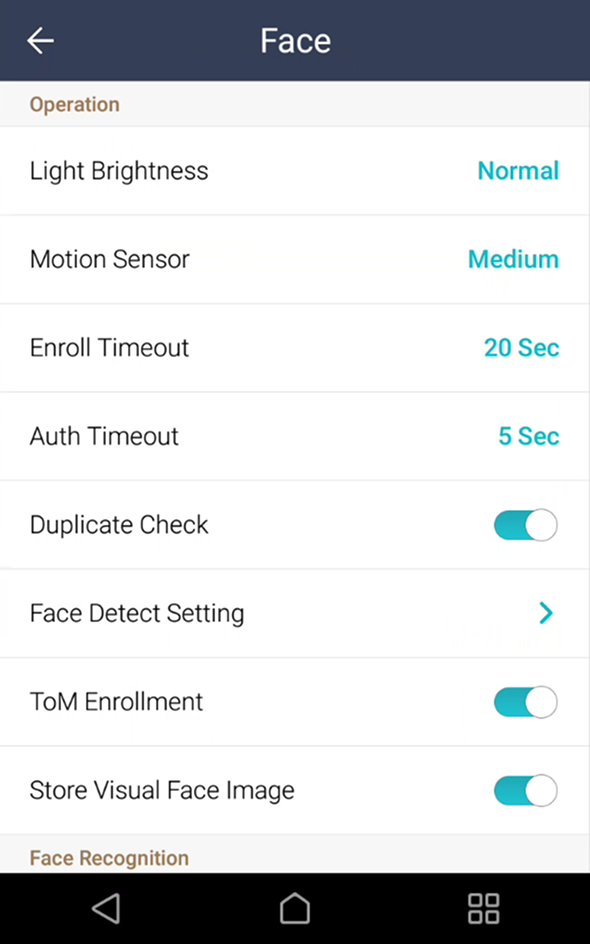 Face
Operation
Light Brightness Normal
Motion Sensor Medium
Enroll Timeout 20 Sec
Auth Timeout 5 Sec
Duplicate Check
Face Detect Setting
ToM Enrollment
Store Visual Face Image
Face Recognition